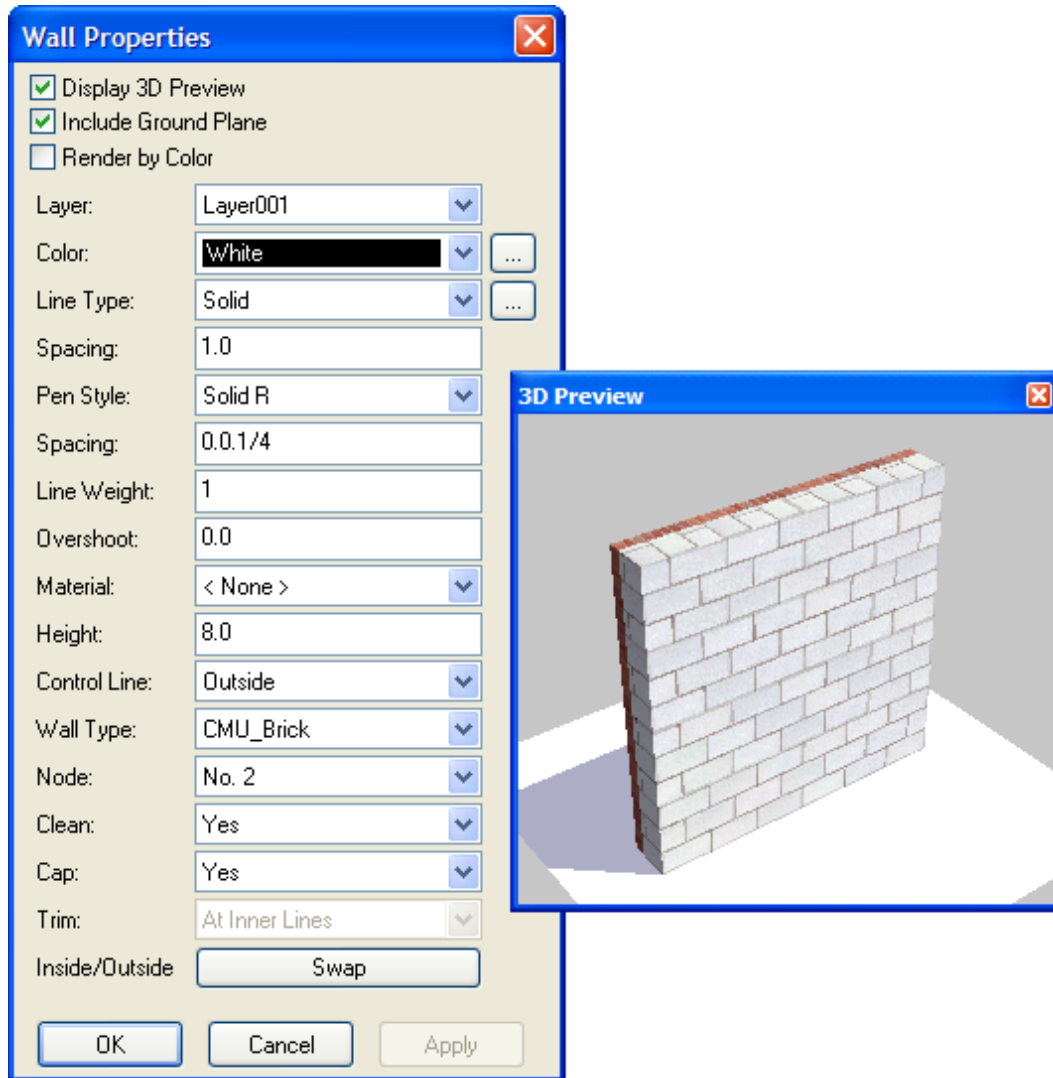 Wall Properties
Display 3D Preview
Include Ground Plane
Render by Color
Layer: Layer001
Color: White ...
Line Type: Solid ...
Spacing: 1.0
Pen Style: Solid R
Spacing: 0.0.1/4
Line Weight: 1
Overshoot: 0.0
Material: < None >
Height: 8.0
Control Line: Outside
Wall Type: CMU_Brick
Node: No. 2
Clean: Yes
Cap: Yes
Trim: At Inner Lines
Inside/Outside Swap
OK Cancel Apply
3D Preview